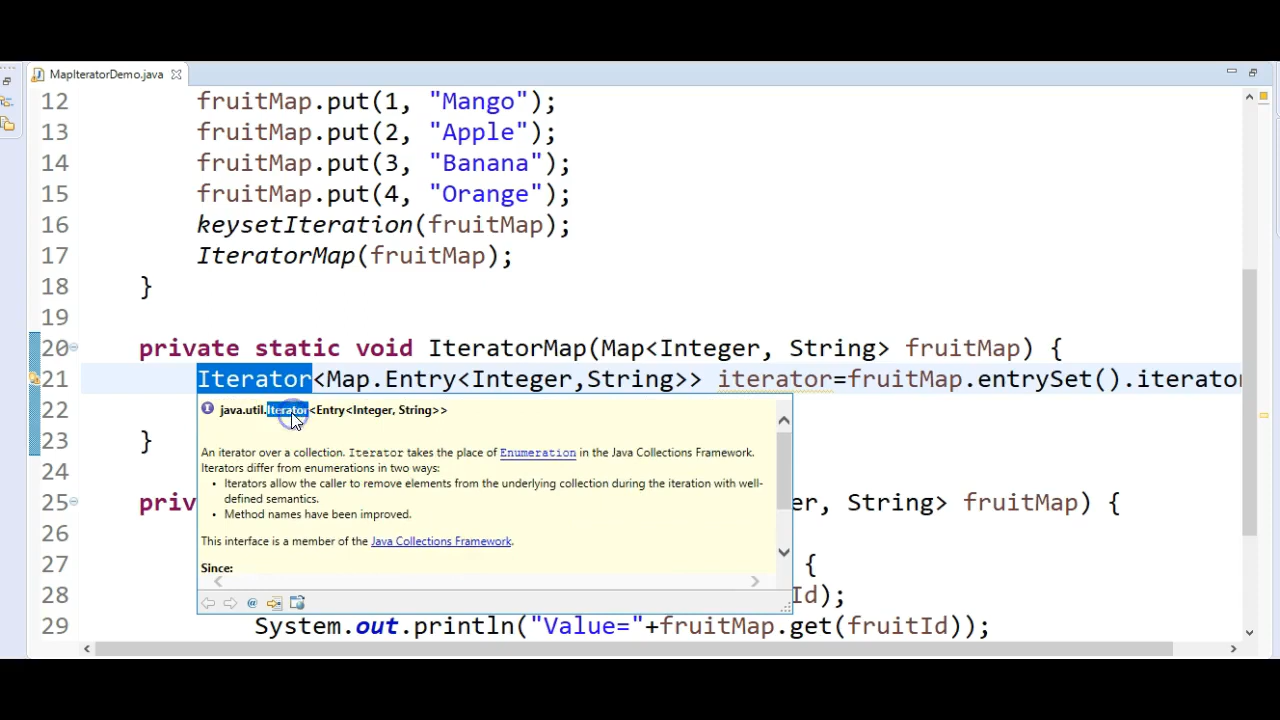 MapIteratorDemo.java
12 fruitMap.put(1, "Mango");
13 fruitMap.put(2, "Apple");
14 fruitMap.put(3, "Banana");
15 fruitMap.put(4, "Orange");
16 keysetIteration(fruitMap);
17 IteratorMap(fruitMap);
18 }
19
20 private static void IteratorMap(Map<Integer, String> fruitMap) {
21 Iterator<Map.Entry<Integer,String>> iterator=fruitMap.entrySet().iterator
22
java.util.Iterator<Entry<Integer, String>>
23 }
An iterator over a collection. Iterator takes the place of Enumeration in the Java Collections Framework.
Iterators differ from enumerations in two ways:
24
• Iterators allow the caller to remove elements from the underlying collection during the iteration with well-
defined semantics.
25 priv er, String> fruitMap) {
• Method names have been improved.
26
This interface is a member of the Java Collections Framework.
27 {
Since:
28 Id);
@
29 System.out.println("Value="+fruitMap.get(fruitId));